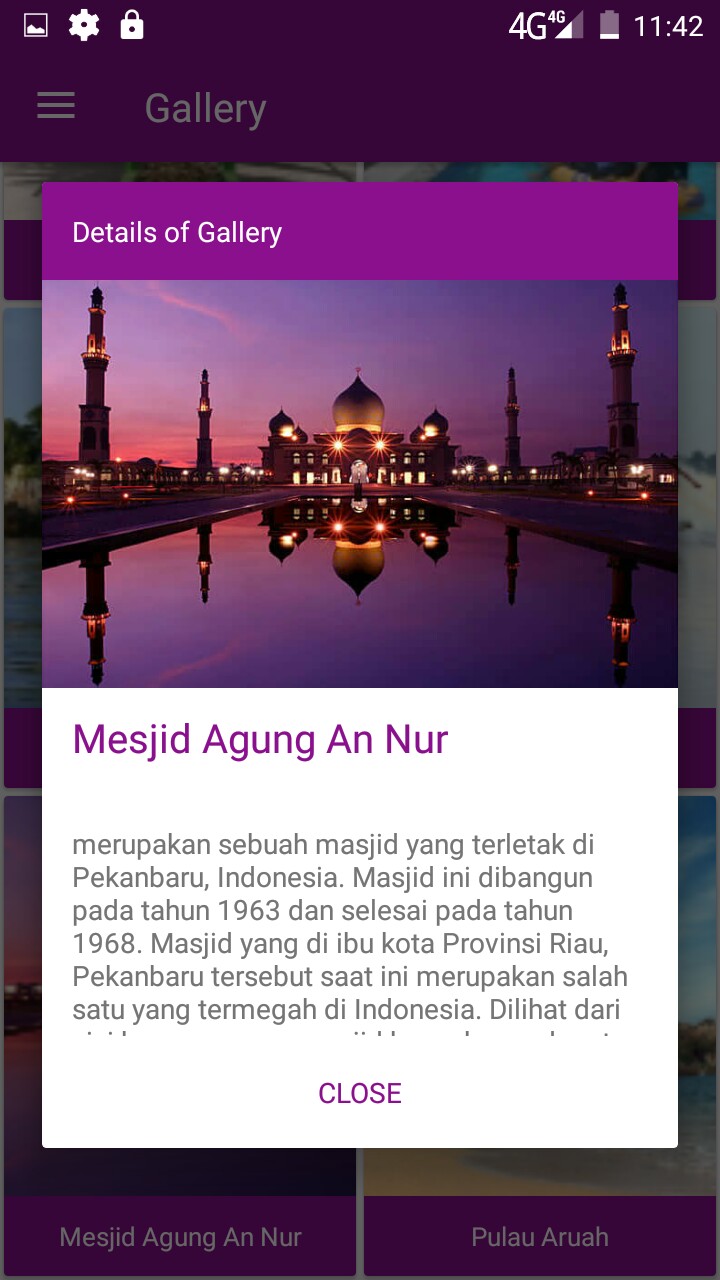 4G 4G 11:42
Gallery
Details of Gallery
Mesjid Agung An Nur
merupakan sebuah masjid yang terletak di
Pekanbaru, Indonesia. Masjid ini dibangun
pada tahun 1963 dan selesai pada tahun
1968. Masjid yang di ibu kota Provinsi Riau,
Pekanbaru tersebut saat ini merupakan salah
satu yang termegah di Indonesia. Dilihat dari
CLOSE
Mesjid Agung An Nur
Pulau Aruah